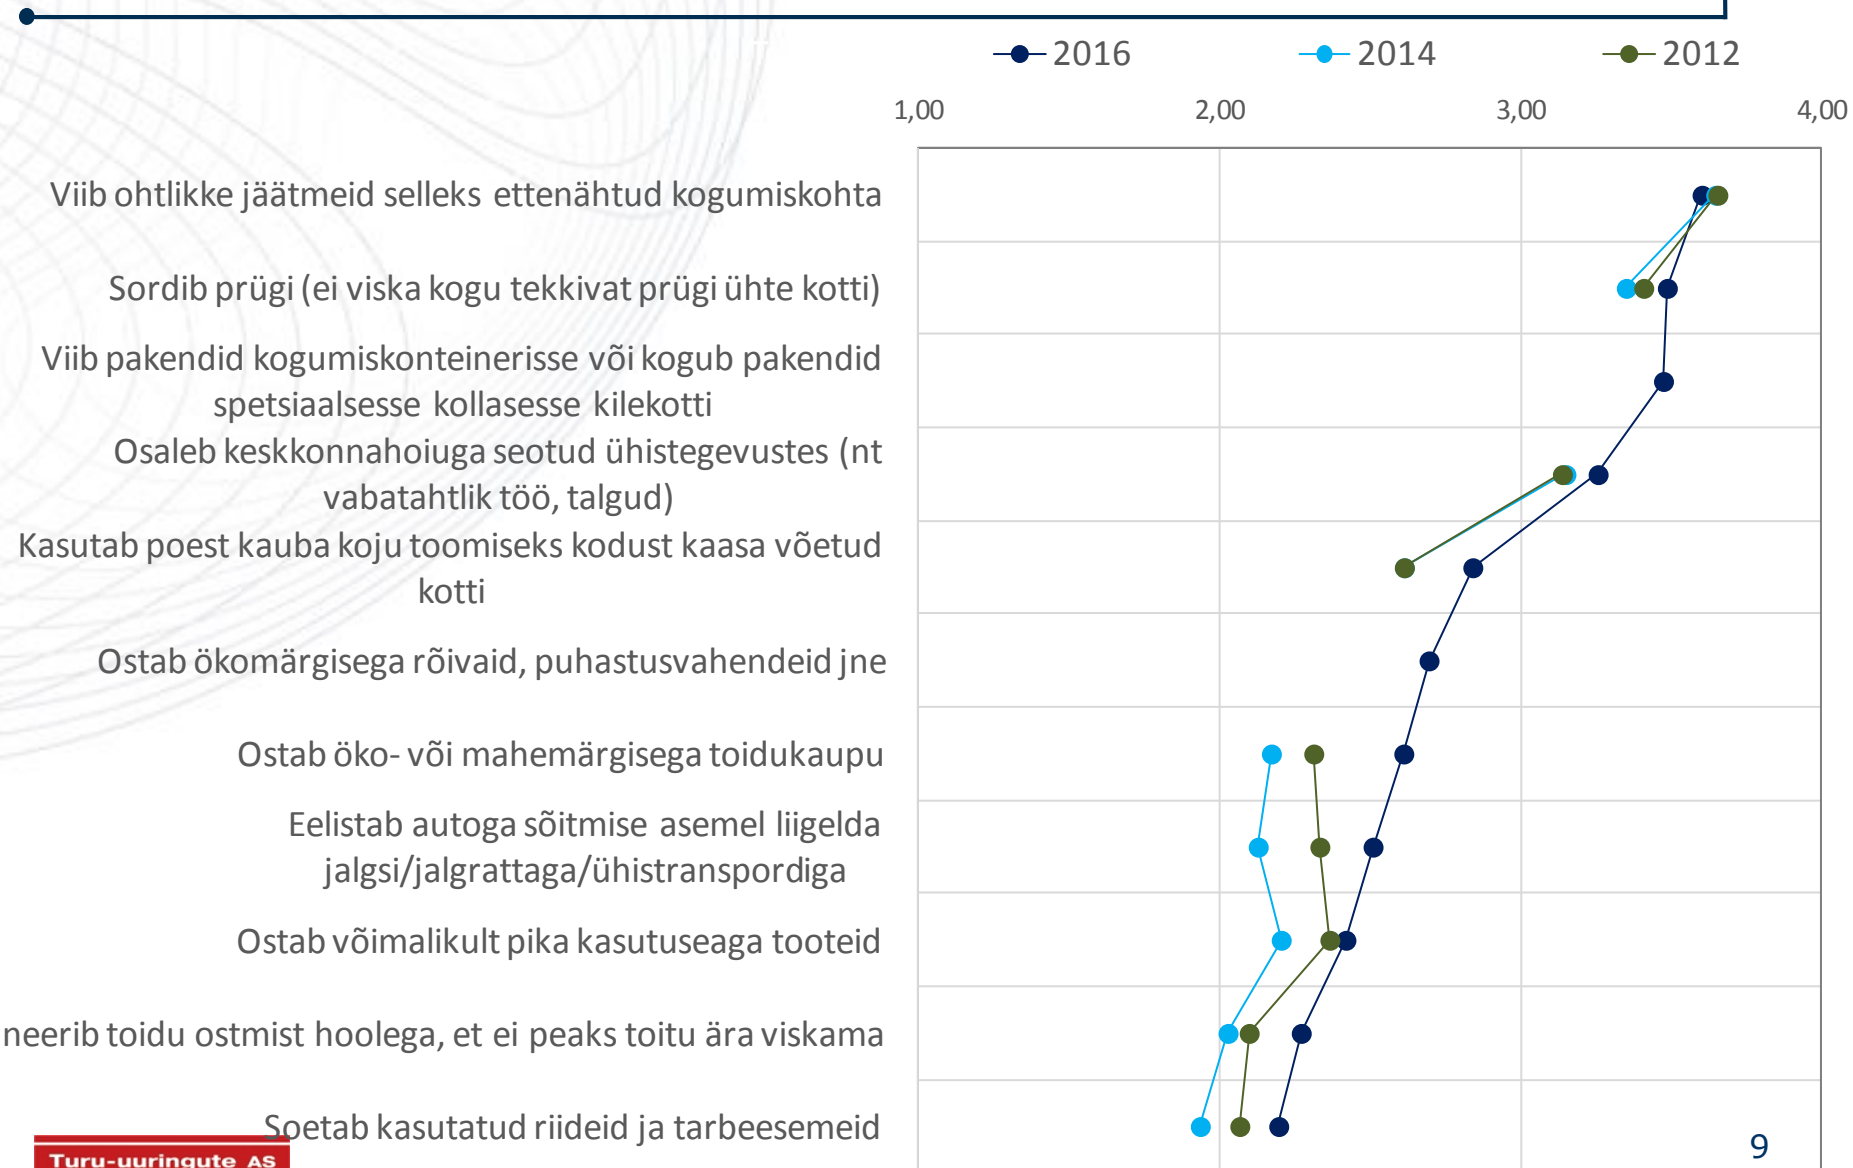 2016 2014 2012
1,00 2,00 3,00 4,00
Viib ohtlikke jäätmeid selleks ettenähtud kogumiskohta
Sordib prügi (ei viska kogu tekkivat prügi ühte kotti)
Viib pakendid kogumiskonteinerisse või kogub pakendid
spetsiaalsesse kollasesse kilekotti
Osaleb keskkonnahoiuga seotud ühistegevustes (nt
vabatahtlik töö, talgud)
Kasutab poest kauba koju toomiseks kodust kaasa võetud
kotti
Ostab ökomärgisega rõivaid, puhastusvahendeid jne
Ostab öko- või mahemärgisega toidukaupu
Eelistab autoga sõitmise asemel liigelda
jalgsi/jalgrattaga/ühistranspordiga
Ostab võimalikult pika kasutuseaga tooteid
neerib toidu ostmist hoolega, et ei peaks toitu ära viskama
Soetab kasutatud riideid ja tarbeesemeid
Turu-uuringute AS
9